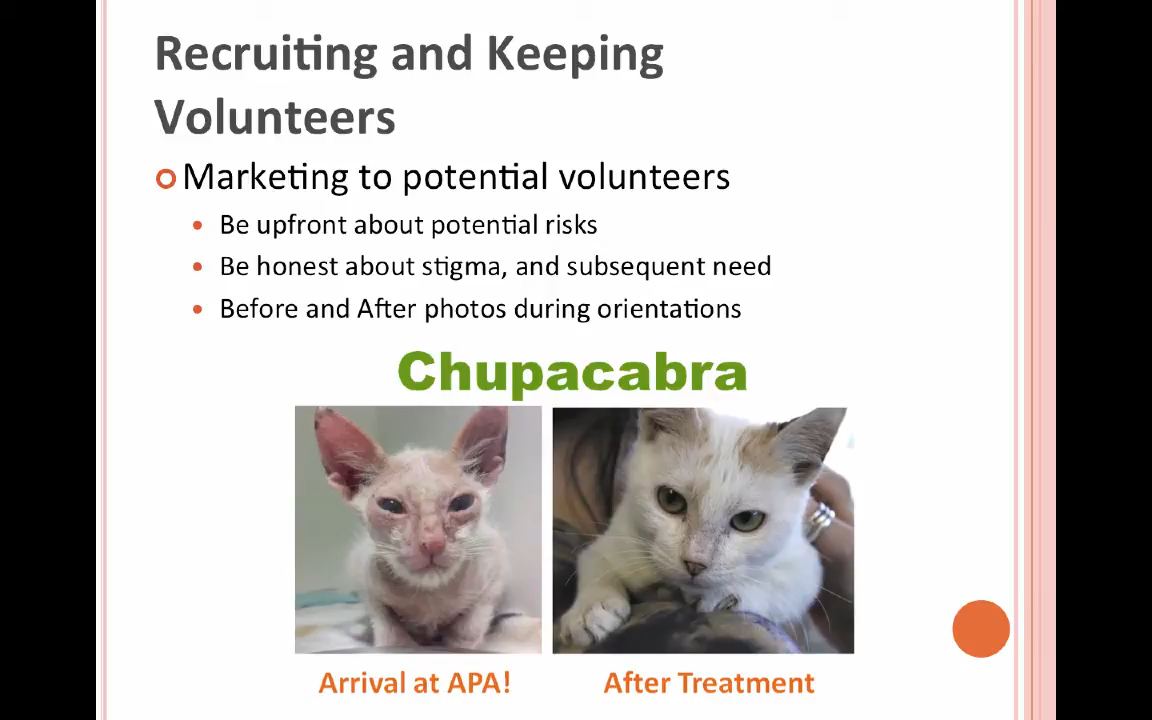 Recruiting and Keeping
Volunteers
Marketing to potential volunteers
Be upfront about potential risks
Be honest about stigma, and subsequent need
Before and After photos during orientations
Chupacabra
Arrival at APA!
After Treatment